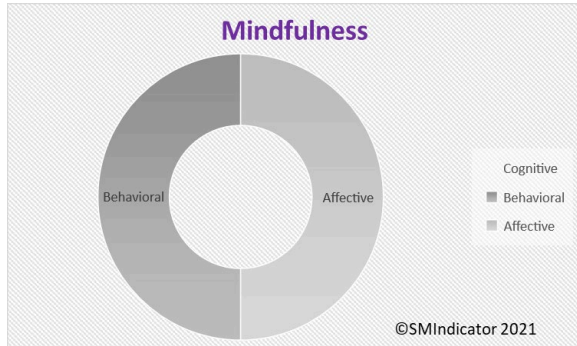 Mindfulness
Behavioral
Affective
Cognitive
Behavioral
Affective
©SMIndicator 2021